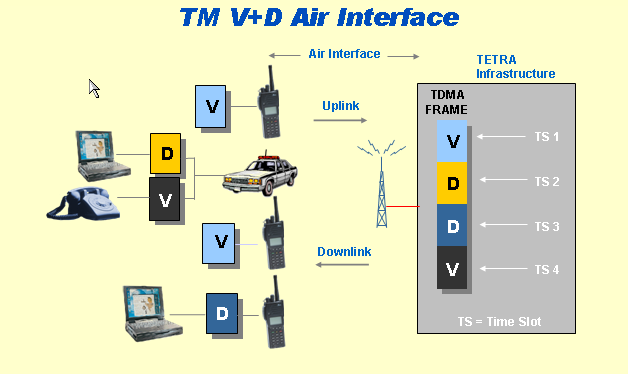 TM V+D Air Interface
Air Interface
TETRA
Infrastructure
TDMA
FRAME
V
Uplink
V
TS 1
D
D
TS 2
V
V
D
TS 3
Downlink
V
TS 4
D
TS = Time Slot